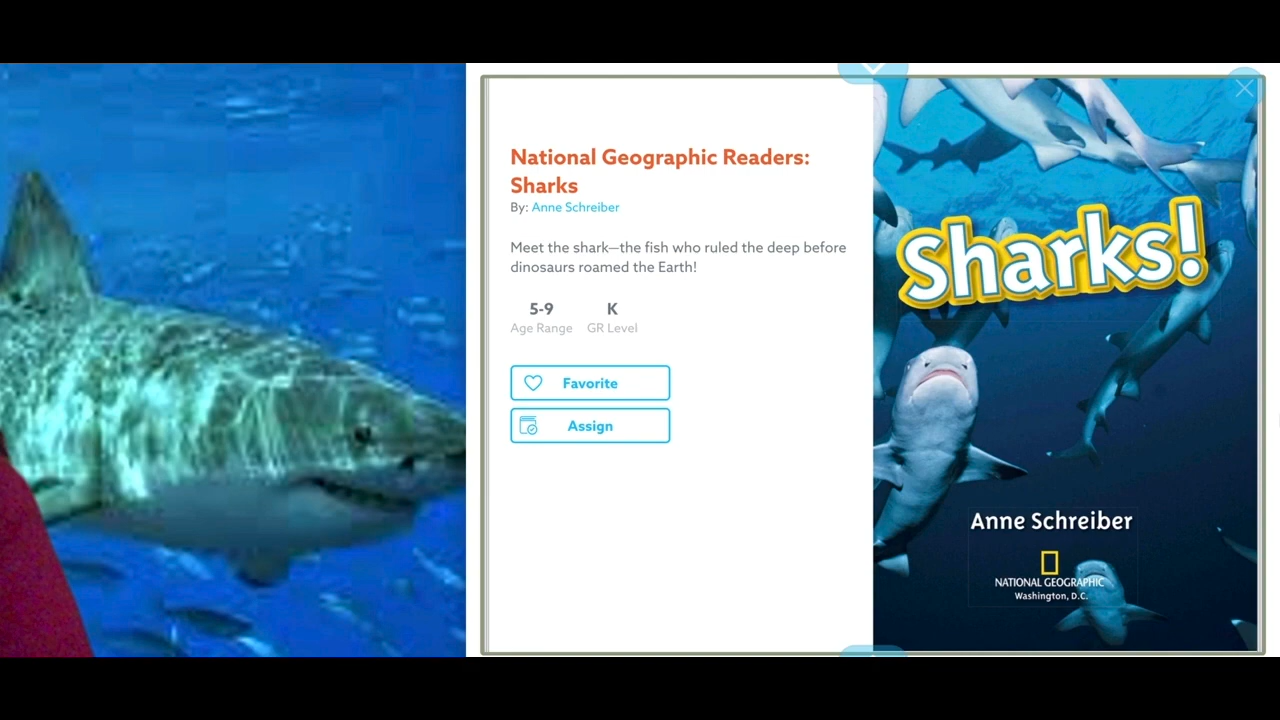 National Geographic Readers:
Sharks
By: Anne Schreiber
Meet the shark—the fish who ruled the deep before
dinosaurs roamed the Earth!
5-9 K
Age Range GR Level
Favorite
Assign
Sharks!
Anne Schreiber
NATIONAL GEOGRAPHIC
Washington, D.C.